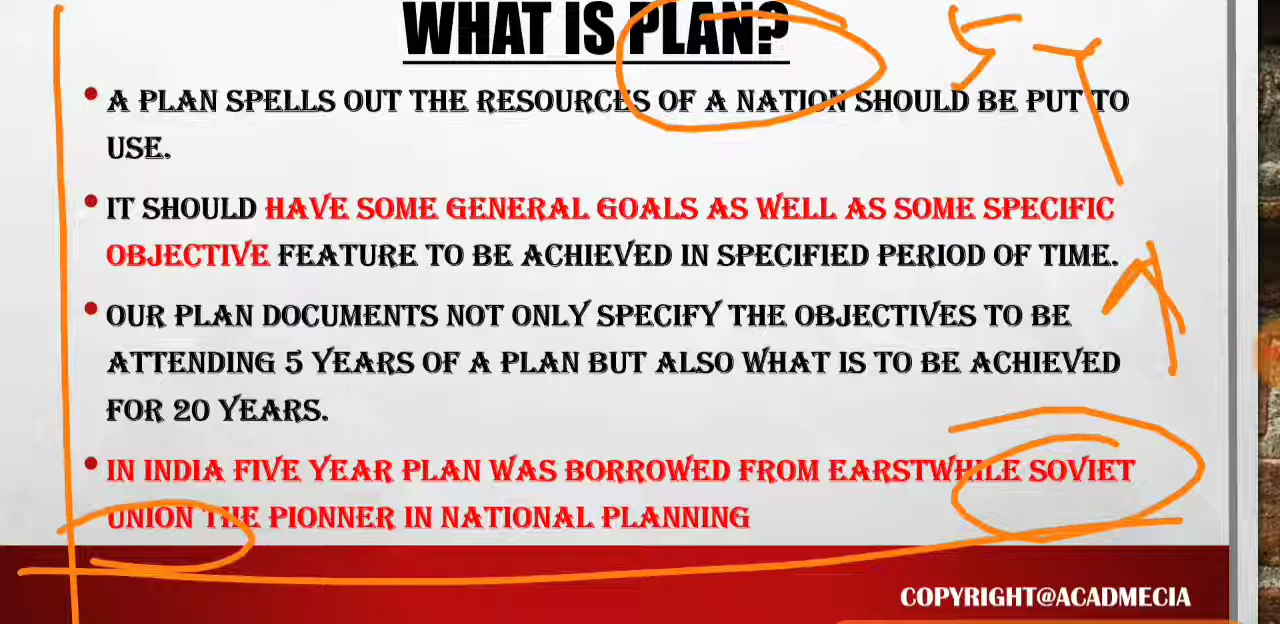 WHAT IS PLAN?
5 Y
A PLAN SPELLS OUT THE RESOURCES OF A NATION SHOULD BE PUT TO
USE.
IT SHOULD HAVE SOME GENERAL GOALS AS WELL AS SOME SPECIFIC
OBJECTIVE FEATURE TO BE ACHIEVED IN SPECIFIED PERIOD OF TIME.
OUR PLAN DOCUMENTS NOT ONLY SPECIFY THE OBJECTIVES TO BE
ATTENDING 5 YEARS OF A PLAN BUT ALSO WHAT IS TO BE ACHIEVED
FOR 20 YEARS.
IN INDIA FIVE YEAR PLAN WAS BORROWED FROM EARSTWHILE SOVIET
UNION THE PIONNER IN NATIONAL PLANNING
COPYRIGHT@ACADMECIA